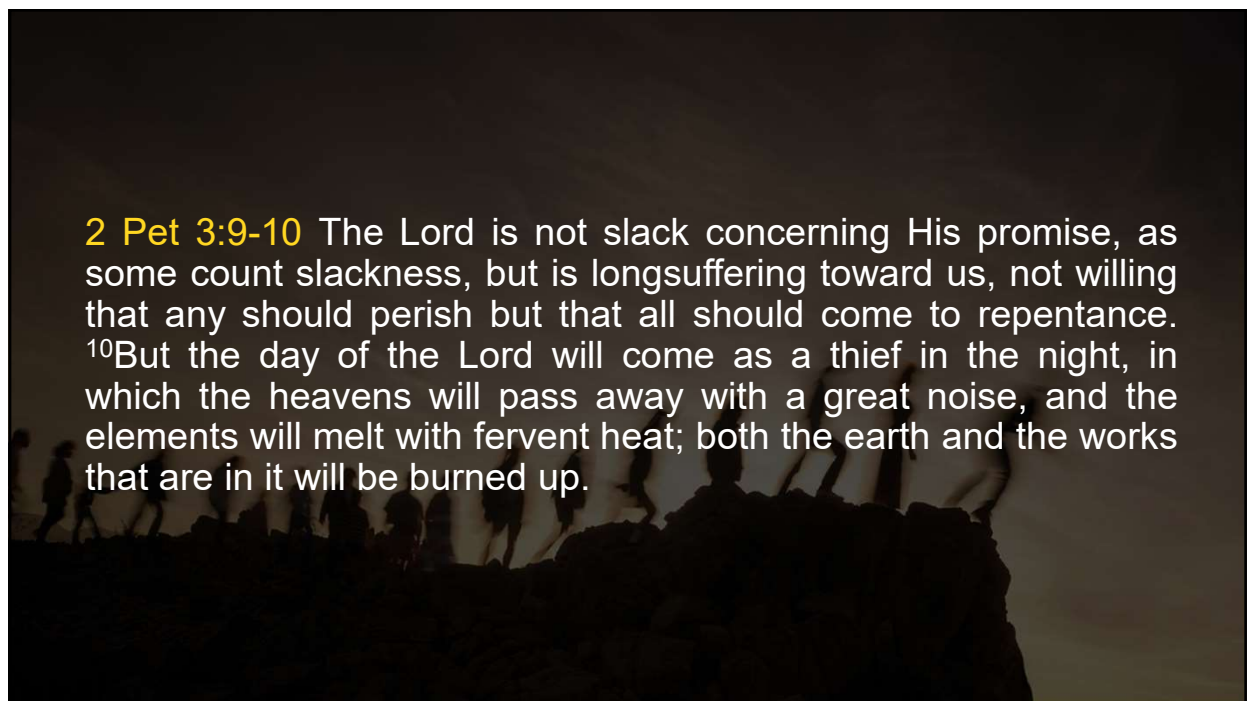 2 Pet 3:9-10 The Lord is not slack concerning His promise, as
some count slackness, but is longsuffering toward us, not willing
that any should perish but that all should come to repentance.
¹⁰But the day of the Lord will come as a thief in the night, in
which the heavens will pass away with a great noise, and the
elements will melt with fervent heat; both the earth and the works
that are in it will be burned up.